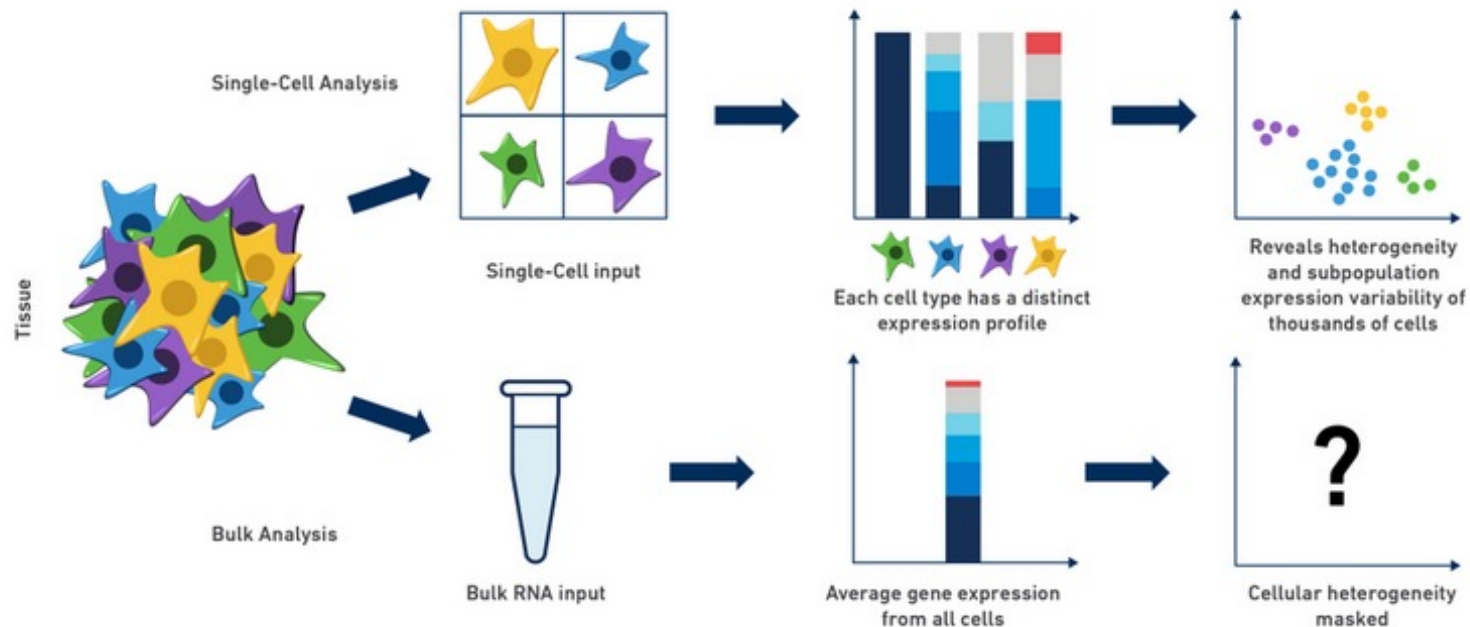 Single-Cell Analysis
Single-Cell input
Each cell type has a distinct
expression profile
Reveals heterogeneity
and subpopulation
expression variability of
thousands of cells
Tissue
Bulk Analysis
Bulk RNA input
Average gene expression
from all cells
?
Cellular heterogeneity
masked